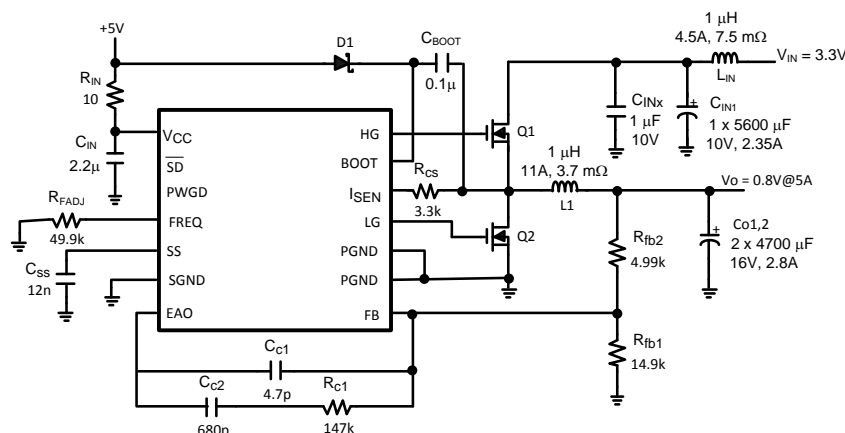 +5V
D1
CBOOT
0.1μ
1 μH
4.5A, 7.5 mΩ
LIN
VIN = 3.3V
RIN
10
CINx
1 μF
10V
+
CIN1
1 x 5600 μF
10V, 2.35A
CIN
2.2μ
VCC
SD
PWGD
FREQ
SS
SGND
EAO
HG
BOOT
ISEN
LG
PGND
PGND
FB
Q1
RCS
3.3k
1 μH
11A, 3.7 mΩ
L1
Vo = 0.8V@5A
Q2
RFADJ
49.9k
CSS
12n
Rfb2
4.99k
+
Co1,2
2 x 4700 μF
16V, 2.8A
Rfb1
14.9k
Cc1
4.7p
Cc2
680p
Rc1
147k